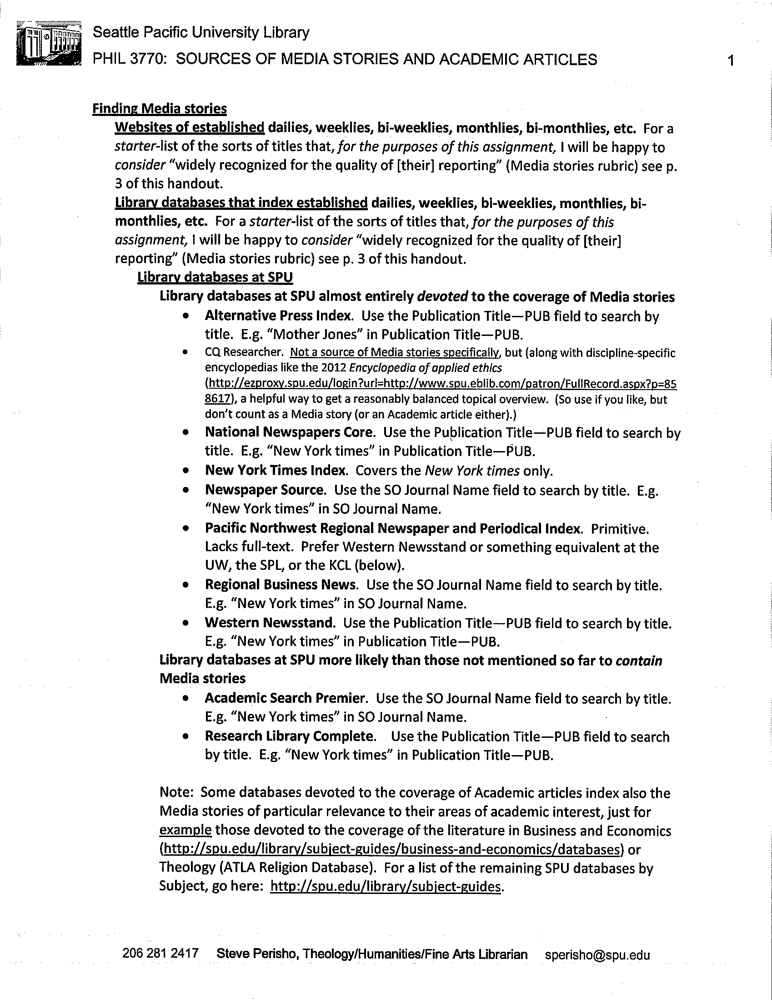 Seattle Pacific University Library
PHIL 3770:  SOURCES OF MEDIA STORIES AND ACADEMIC ARTICLES
1
Finding Media stories
Websites of established dailies, weeklies, bi-weeklies, monthlies, bi-monthlies, etc.  For a
starter-list of the sorts of titles that, for the purposes of this assignment, I will be happy to
consider “widely recognized for the quality of [their] reporting” (Media stories rubric) see p.
3 of this handout.
Library databases that index established dailies, weeklies, bi-weeklies, monthlies, bi-
monthlies, etc.  For a starter-list of the sorts of titles that, for the purposes of this
assignment, I will be happy to consider “widely recognized for the quality of [their]
reporting” (Media stories rubric) see p. 3 of this handout.
Library databases at SPU
Library databases at SPU almost entirely devoted to the coverage of Media stories
• Alternative Press Index.  Use the Publication Title—PUB field to search by
title.  E.g. “Mother Jones” in Publication Title—PUB.
• CQ Researcher.  Not a source of Media stories specifically, but (along with discipline-specific
encyclopedias like the 2012 Encyclopedia of applied ethics
(http://ezproxy.spu.edu/login?url=http://www.spu.eblib.com/patron/FullRecord.aspx?p=85
8617), a helpful way to get a reasonably balanced topical overview.  (So use if you like, but
don’t count as a Media story (or an Academic article either).)
• National Newspapers Core.  Use the Publication Title—PUB field to search by
title.  E.g. “New York times” in Publication Title—PUB.
• New York Times Index.  Covers the New York times only.
• Newspaper Source.  Use the SO Journal Name field to search by title.  E.g.
“New York times” in SO Journal Name.
• Pacific Northwest Regional Newspaper and Periodical Index.  Primitive.
Lacks full-text.  Prefer Western Newsstand or something equivalent at the
UW, the SPL, or the KCL (below).
• Regional Business News.  Use the SO Journal Name field to search by title.
E.g. “New York times” in SO Journal Name.
• Western Newsstand.  Use the Publication Title—PUB field to search by title.
E.g. “New York times” in Publication Title—PUB.
Library databases at SPU more likely than those not mentioned so far to contain
Media stories
• Academic Search Premier.  Use the SO Journal Name field to search by title.
E.g. “New York times” in SO Journal Name.
• Research Library Complete.   Use the Publication Title—PUB field to search
by title.  E.g. “New York times” in Publication Title—PUB.
Note:  Some databases devoted to the coverage of Academic articles index also the
Media stories of particular relevance to their areas of academic interest, just for
example those devoted to the coverage of the literature in Business and Economics
(http://spu.edu/library/subject-guides/business-and-economics/databases) or
Theology (ATLA Religion Database).  For a list of the remaining SPU databases by
Subject, go here:  http://spu.edu/library/subject-guides.
206 281 2417    Steve Perisho, Theology/Humanities/Fine Arts Librarian    sperisho@spu.edu